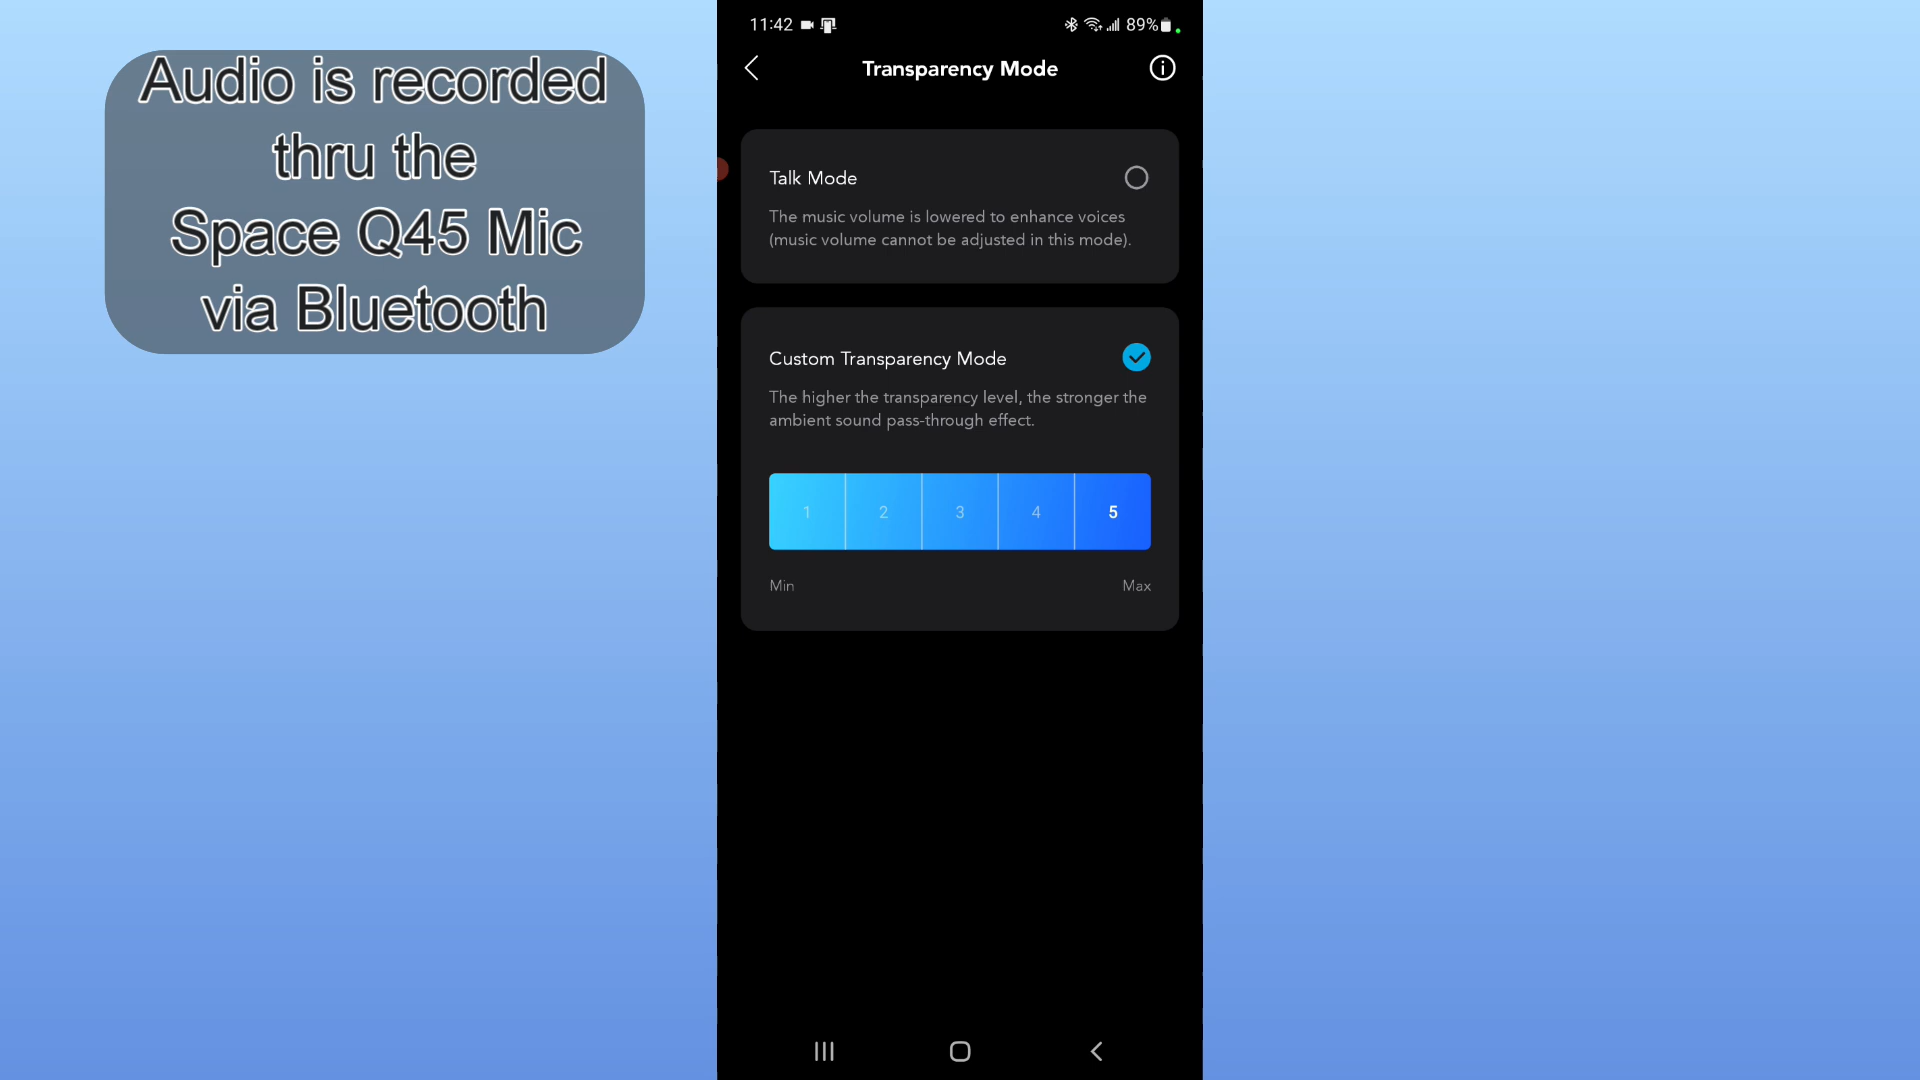 Audio is recorded
thru the
Space Q45 Mic
via Bluetooth
11:42
89%
Transparency Mode
Talk Mode
The music volume is lowered to enhance voices
(music volume cannot be adjusted in this mode).
Custom Transparency Mode
The higher the transparency level, the stronger the
ambient sound pass-through effect.
1 2 3 4 5
Min Max